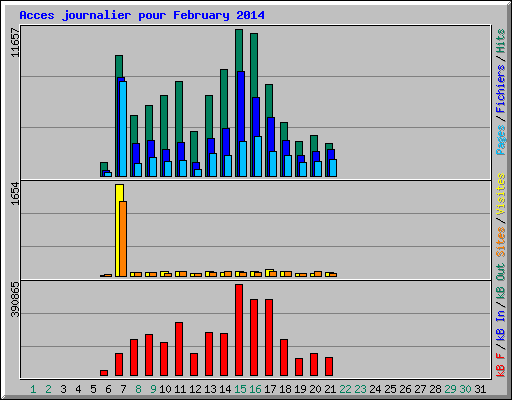 Acces journalier pour February 2014
11657
1654
390865
Pages / Fichiers / Hits
Sites / Visites
kB F / kB In / kB Out
1 2 3 4 5 6 7 8 9 10 11 12 13 14 15 16 17 18 19 20 21 22 23 24 25 26 27 28 29 30 31